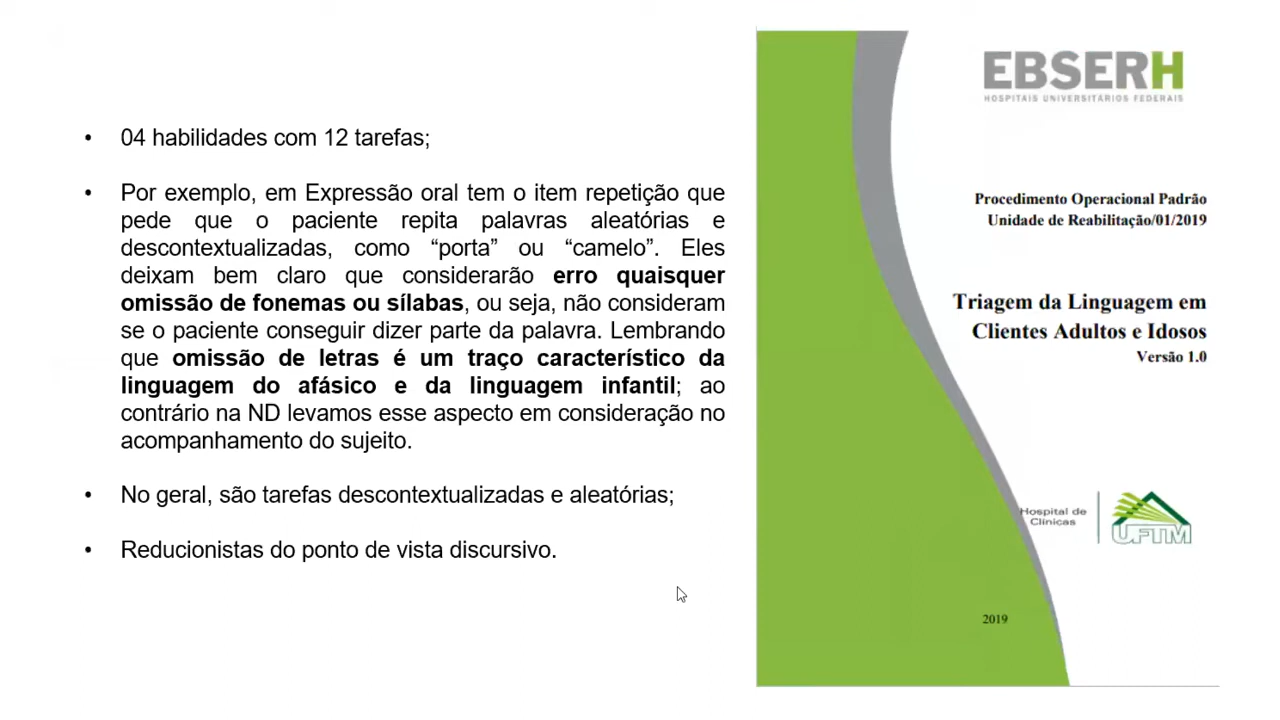 • 04 habilidades com 12 tarefas;
• Por exemplo, em Expressão oral tem o item repetição que
pede que o paciente repita palavras aleatórias e
descontextualizadas, como “porta” ou “camelo”. Eles
deixam bem claro que considerarão erro quaisquer
omissão de fonemas ou sílabas, ou seja, não consideram
se o paciente conseguir dizer parte da palavra. Lembrando
que omissão de letras é um traço característico da
linguagem do afásico e da linguagem infantil; ao
contrário na ND levamos esse aspecto em consideração no
acompanhamento do sujeito.
• No geral, são tarefas descontextualizadas e aleatórias;
• Reducionistas do ponto de vista discursivo.
EBSERH
HOSPITAIS UNIVERSITÁRIOS FEDERAIS
Procedimento Operacional Padrão
Unidade de Reabilitação/01/2019
Triagem da Linguagem em
Clientes Adultos e Idosos
Versão 1.0
Hospital de
Clínicas
UFTM
2019